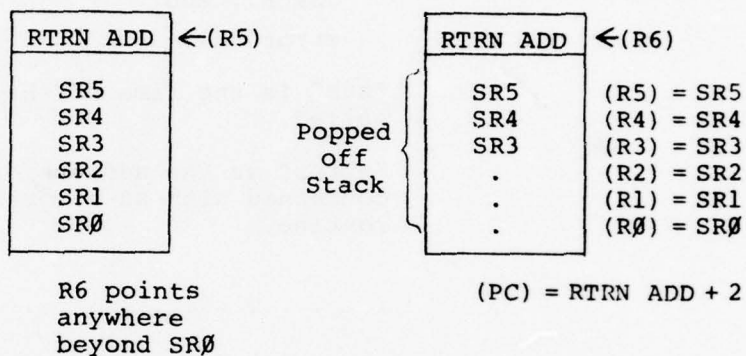 RTRN ADD ←(R5)
SR5
SR4
SR3
SR2
SR1
SRØ
R6 points
anywhere
beyond SRØ
RTRN ADD ←(R6)
Popped
off
Stack
SR5 (R5) = SR5
SR4 (R4) = SR4
SR3 (R3) = SR3
. (R2) = SR2
. (R1) = SR1
. (RØ) = SRØ
(PC) = RTRN ADD + 2